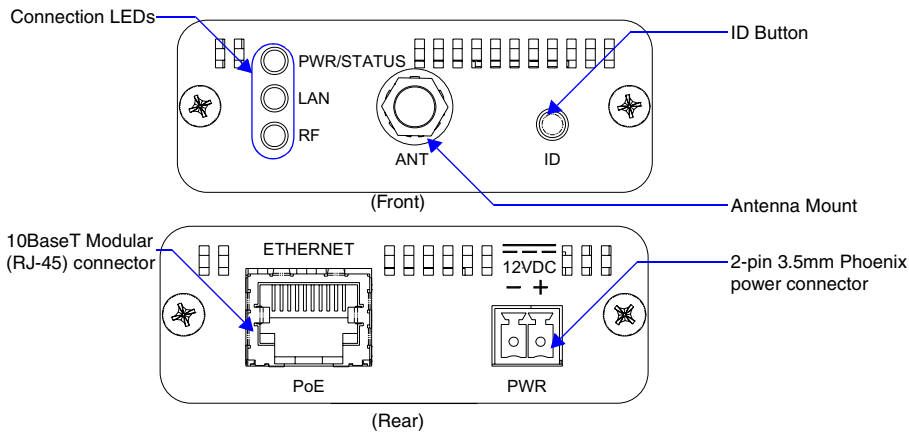 Connection LEDs
ID Button
PWR/STATUS
LAN
RF
ANT
ID
(Front)
Antenna Mount
10BaseT Modular
(RJ-45) connector
ETHERNET
12VDC
− +
2-pin 3.5mm Phoenix
power connector
PoE
PWR
(Rear)